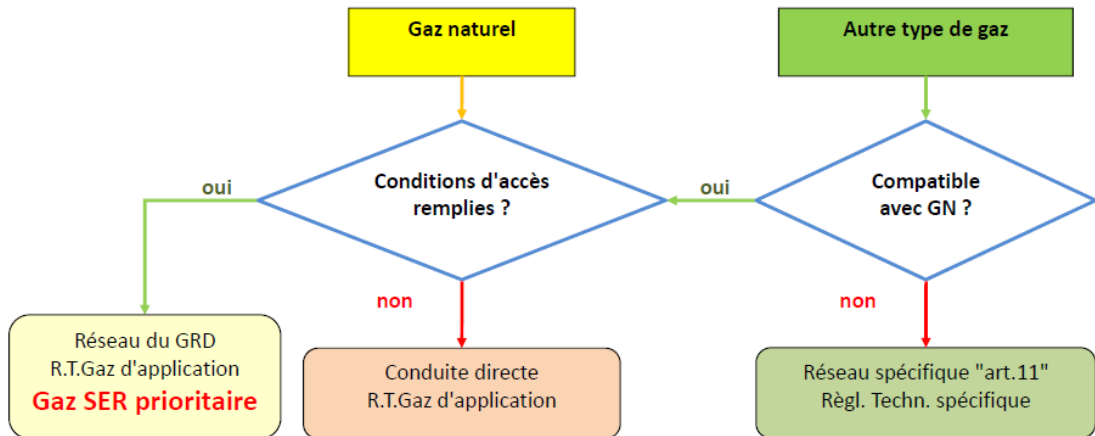 Gaz naturel
Autre type de gaz
oui
Conditions d'accès
remplies ?
oui
Compatible
avec GN ?
non
non
Réseau du GRD
R.T.Gaz d'application
Gaz SER prioritaire
Conduite directe
R.T.Gaz d'application
Réseau spécifique "art.11"
Règl. Techn. spécifique